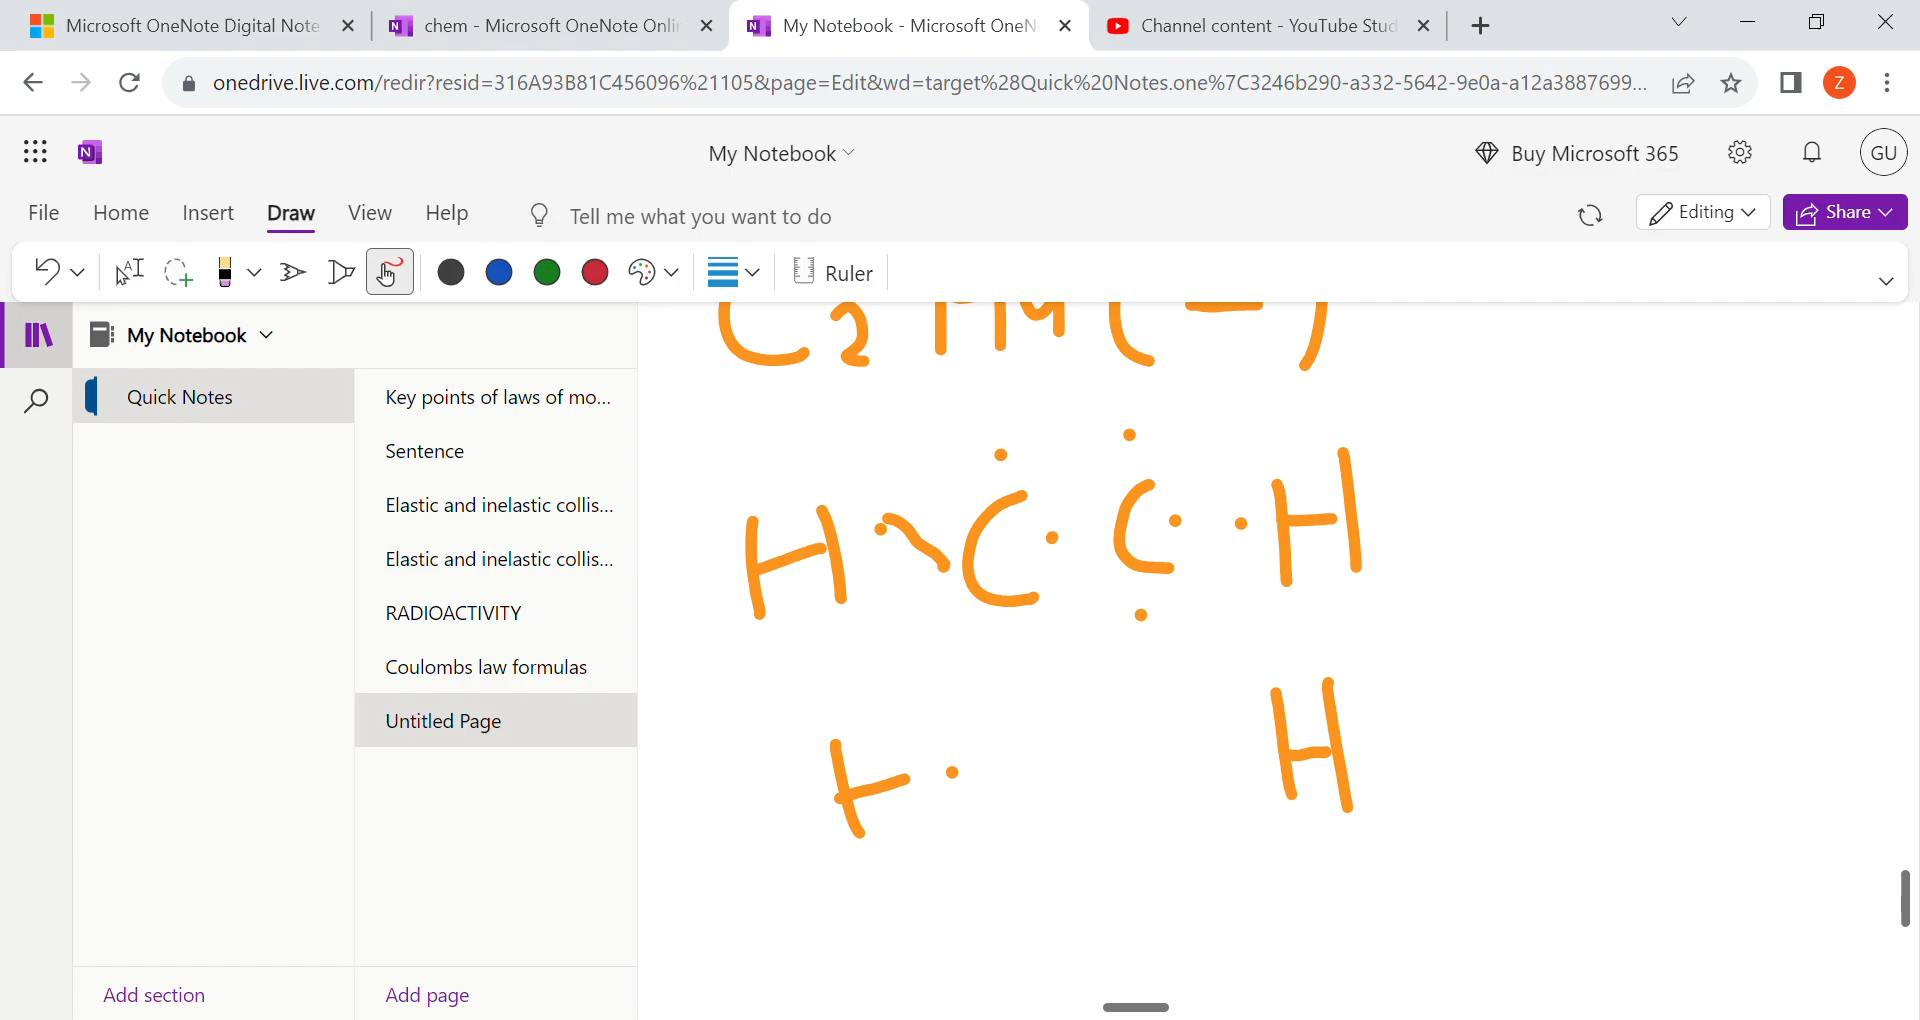 Microsoft OneNote Digital Note
chem - Microsoft OneNote Onli
My Notebook - Microsoft OneN
Channel content - YouTube Stud
onedrive.live.com/redir?resid=316A93B81C456096%21105&page=Edit&wd=target%28Quick%20Notes.one%7C3246b290-a332-5642-9e0a-a12a3887699...
Z
My Notebook
Buy Microsoft 365
GU
File Home Insert Draw View Help
Tell me what you want to do
Editing
Share
Ruler
My Notebook
Quick Notes
Key points of laws of mo...
Sentence
Elastic and inelastic collis...
Elastic and inelastic collis...
RADIOACTIVITY
Coulombs law formulas
Untitled Page
Add section
Add page
C2 H4 (=)
H C C H
H